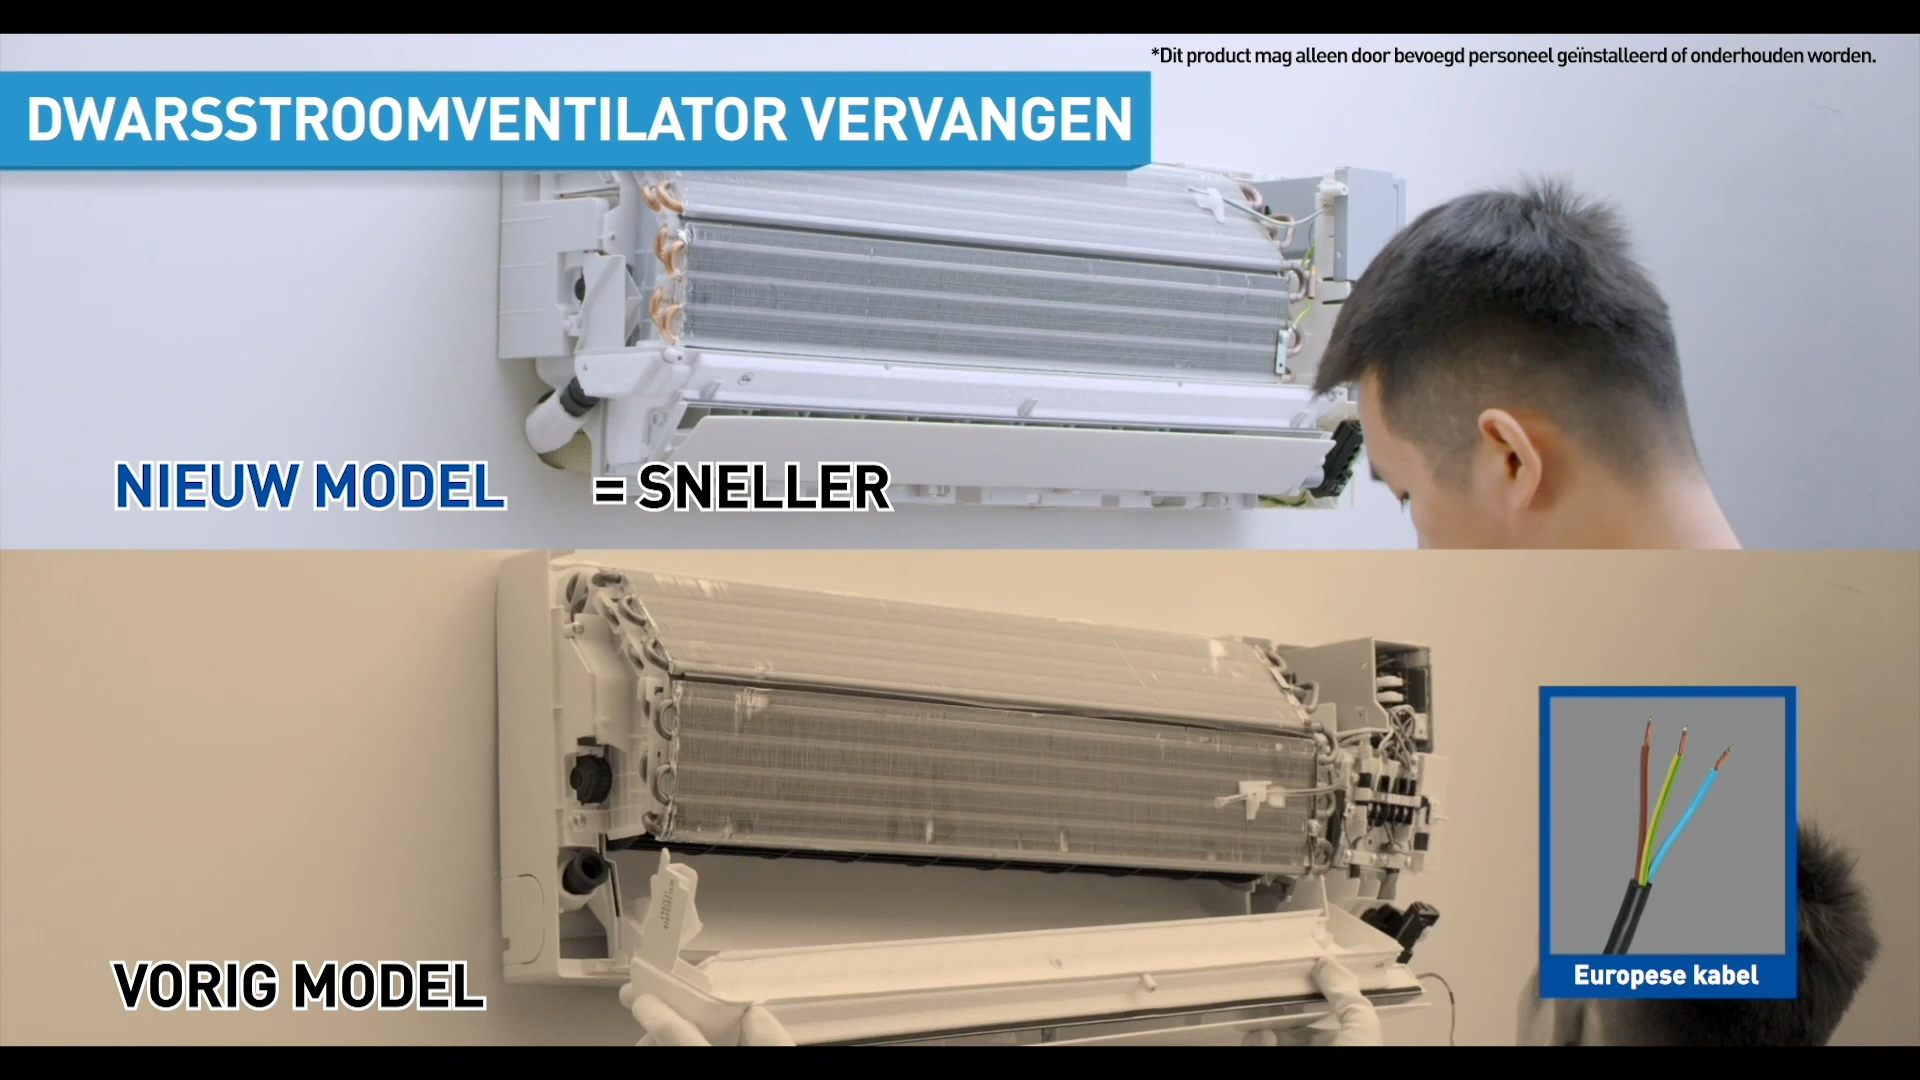 *Dit product mag alleen door bevoegd personeel geïnstalleerd of onderhouden worden.
DWARSSTROOMVENTILATOR VERVANGEN
NIEUW MODEL = SNELLER
VORIG MODEL
Europese kabel